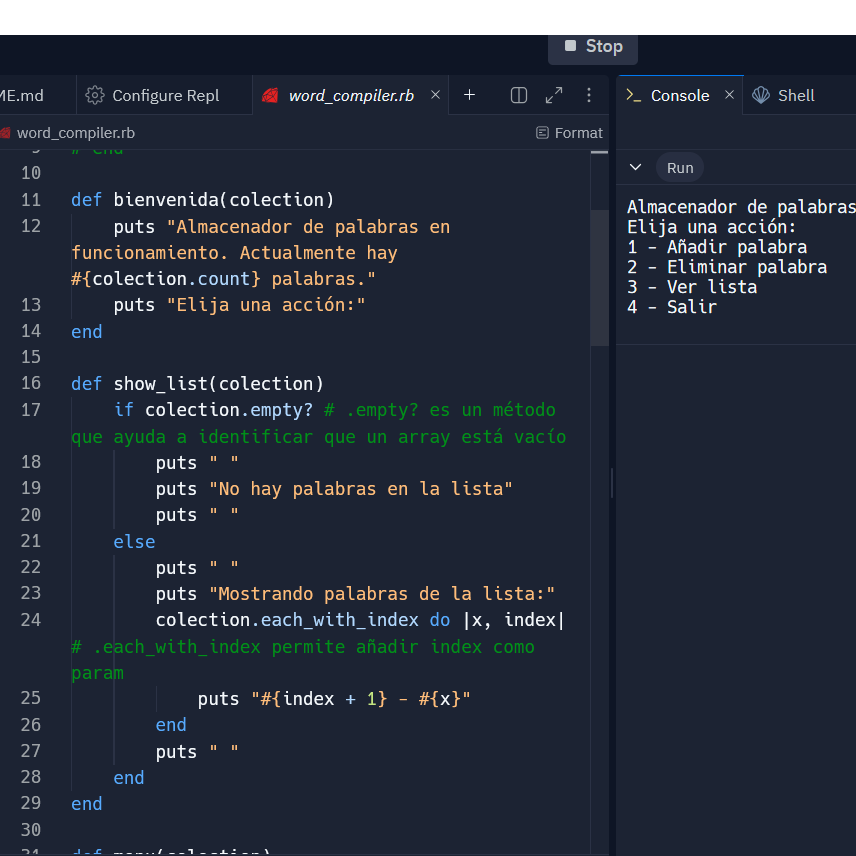 Stop
ME.md
Configure Repl
word_compiler.rb
Console
Shell
word_compiler.rb
Format
Run
9 # end
10
11 def bienvenida(colection)
12 puts "Almacenador de palabras en
funcionamiento. Actualmente hay
#{colection.count} palabras."
13 puts "Elija una acción:"
14 end
15
16 def show_list(colection)
17 if colection.empty? # .empty? es un método
que ayuda a identificar que un array está vacío
18 puts " "
19 puts "No hay palabras en la lista"
20 puts " "
21 else
22 puts " "
23 puts "Mostrando palabras de la lista:"
24 colection.each_with_index do |x, index|
# .each_with_index permite añadir index como
param
25 puts "#{index + 1} - #{x}"
26 end
27 puts " "
28 end
29 end
30
31 def menu(colection)
Almacenador de palabras
Elija una acción:
1 - Añadir palabra
2 - Eliminar palabra
3 - Ver lista
4 - Salir